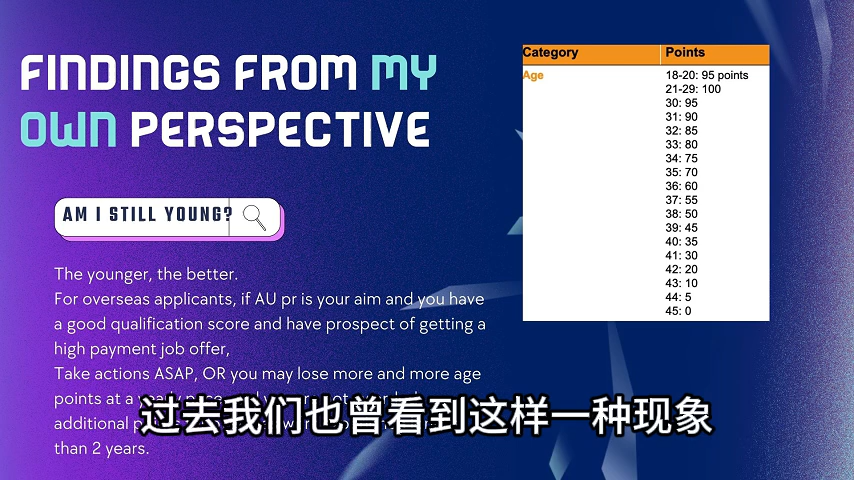 FINDINGS FROM MY
OWN PERSPECTIVE
AM I STILL YOUNG?
The younger, the better.
For overseas applicants, if AU pr is your aim and you have
a good qualification score and have prospect of getting a
high payment job offer,
Take actions ASAP, OR you may lose more and more age
points at a
additional
than 2 years.
Category Points
Age 18-20: 95 points
21-29: 100
30: 95
31: 90
32: 85
33: 80
34: 75
35: 70
36: 60
37: 55
38: 50
39: 45
40: 35
41: 30
42: 20
43: 10
44: 5
45: 0
过去我们也曾看到这样一种现象